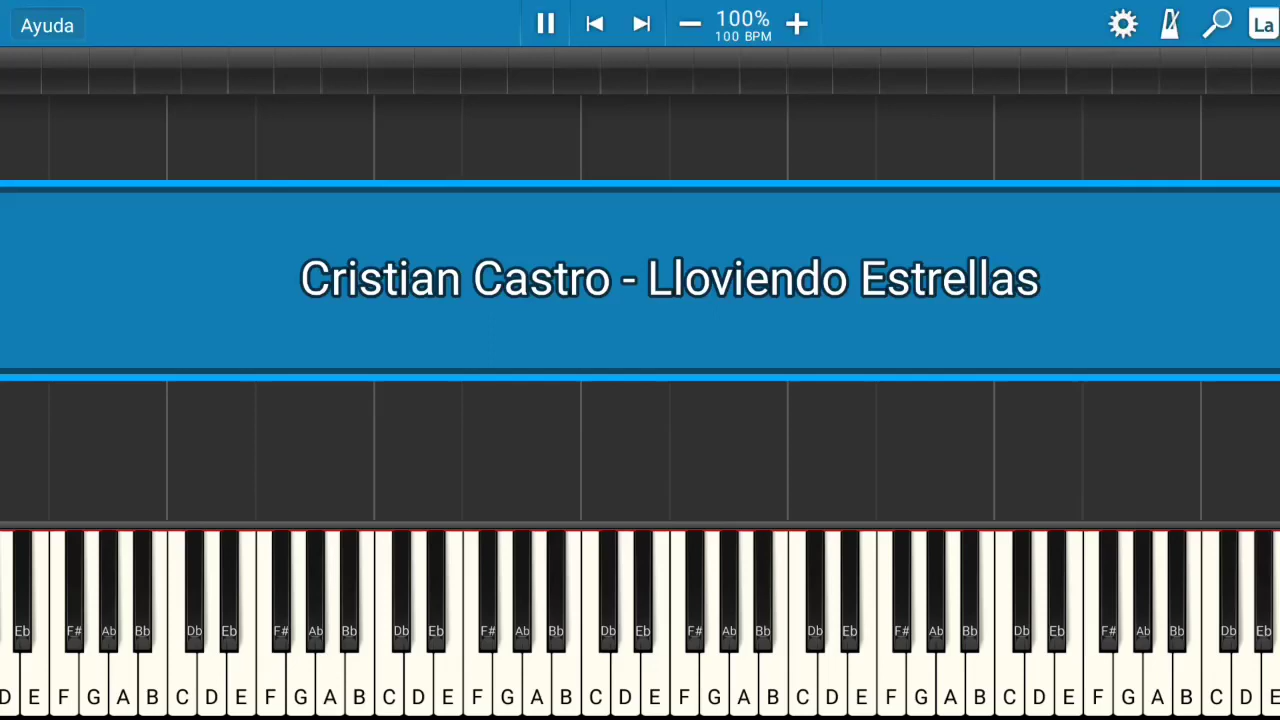 Ayuda
100%
100 BPM
La
Cristian Castro - Lloviendo Estrellas
Eb F# Ab Bb Db Eb F# Ab Bb Db Eb F# Ab Bb Db Eb F# Ab Bb Db Eb F# Ab Bb Db Eb F# Ab Bb Db Eb
D E F G A B C D E F G A B C D E F G A B C D E F G A B C D E F G A B C D E F G A B C D E